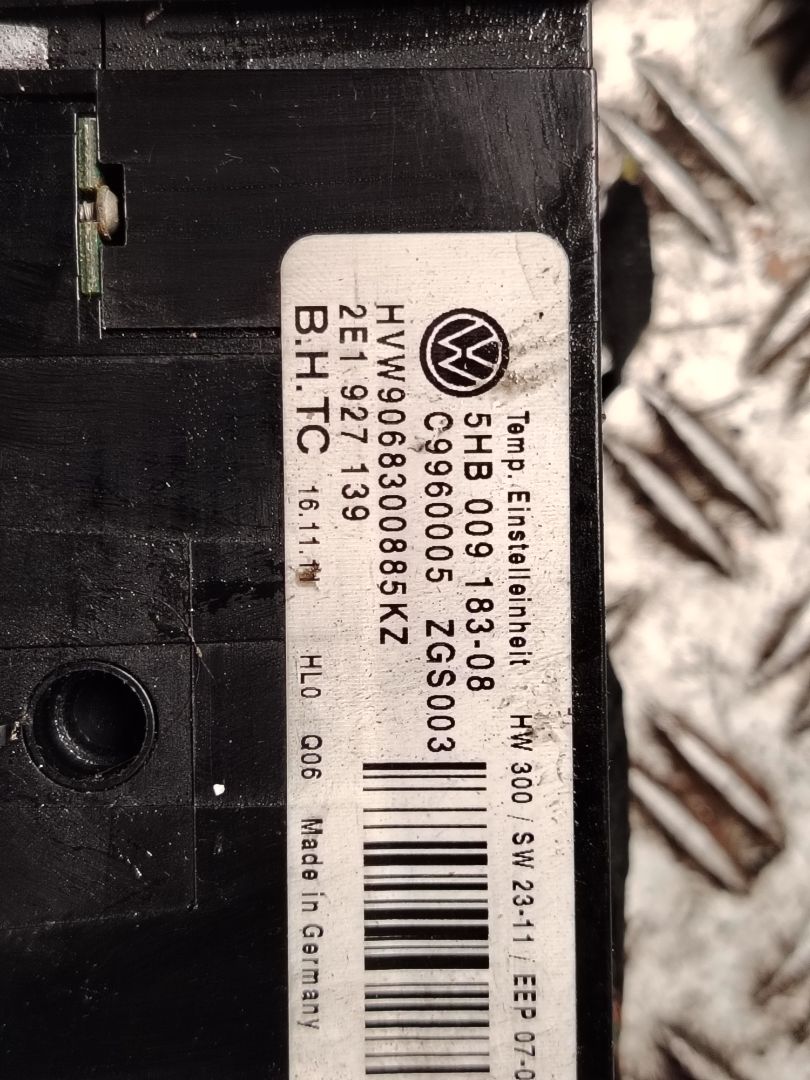 Temp. Einstelleinheit HW 300 / SW 23-11 / EEP 07-0
5HB 009 183-08
C9960005 ZGS003
HVW9068300885KZ
2E1 927 139
B.H.TC 16.11.11 HL0 Q06 Made in Germany